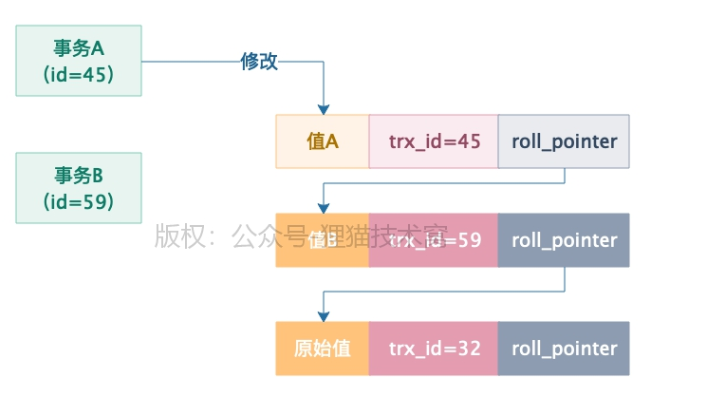 事务A
(id=45)
修改
值A trx_id=45 roll_pointer
事务B
(id=59)
值B trx_id=59 roll_pointer
版权：公众号-狸猫技术窝
原始值 trx_id=32 roll_pointer